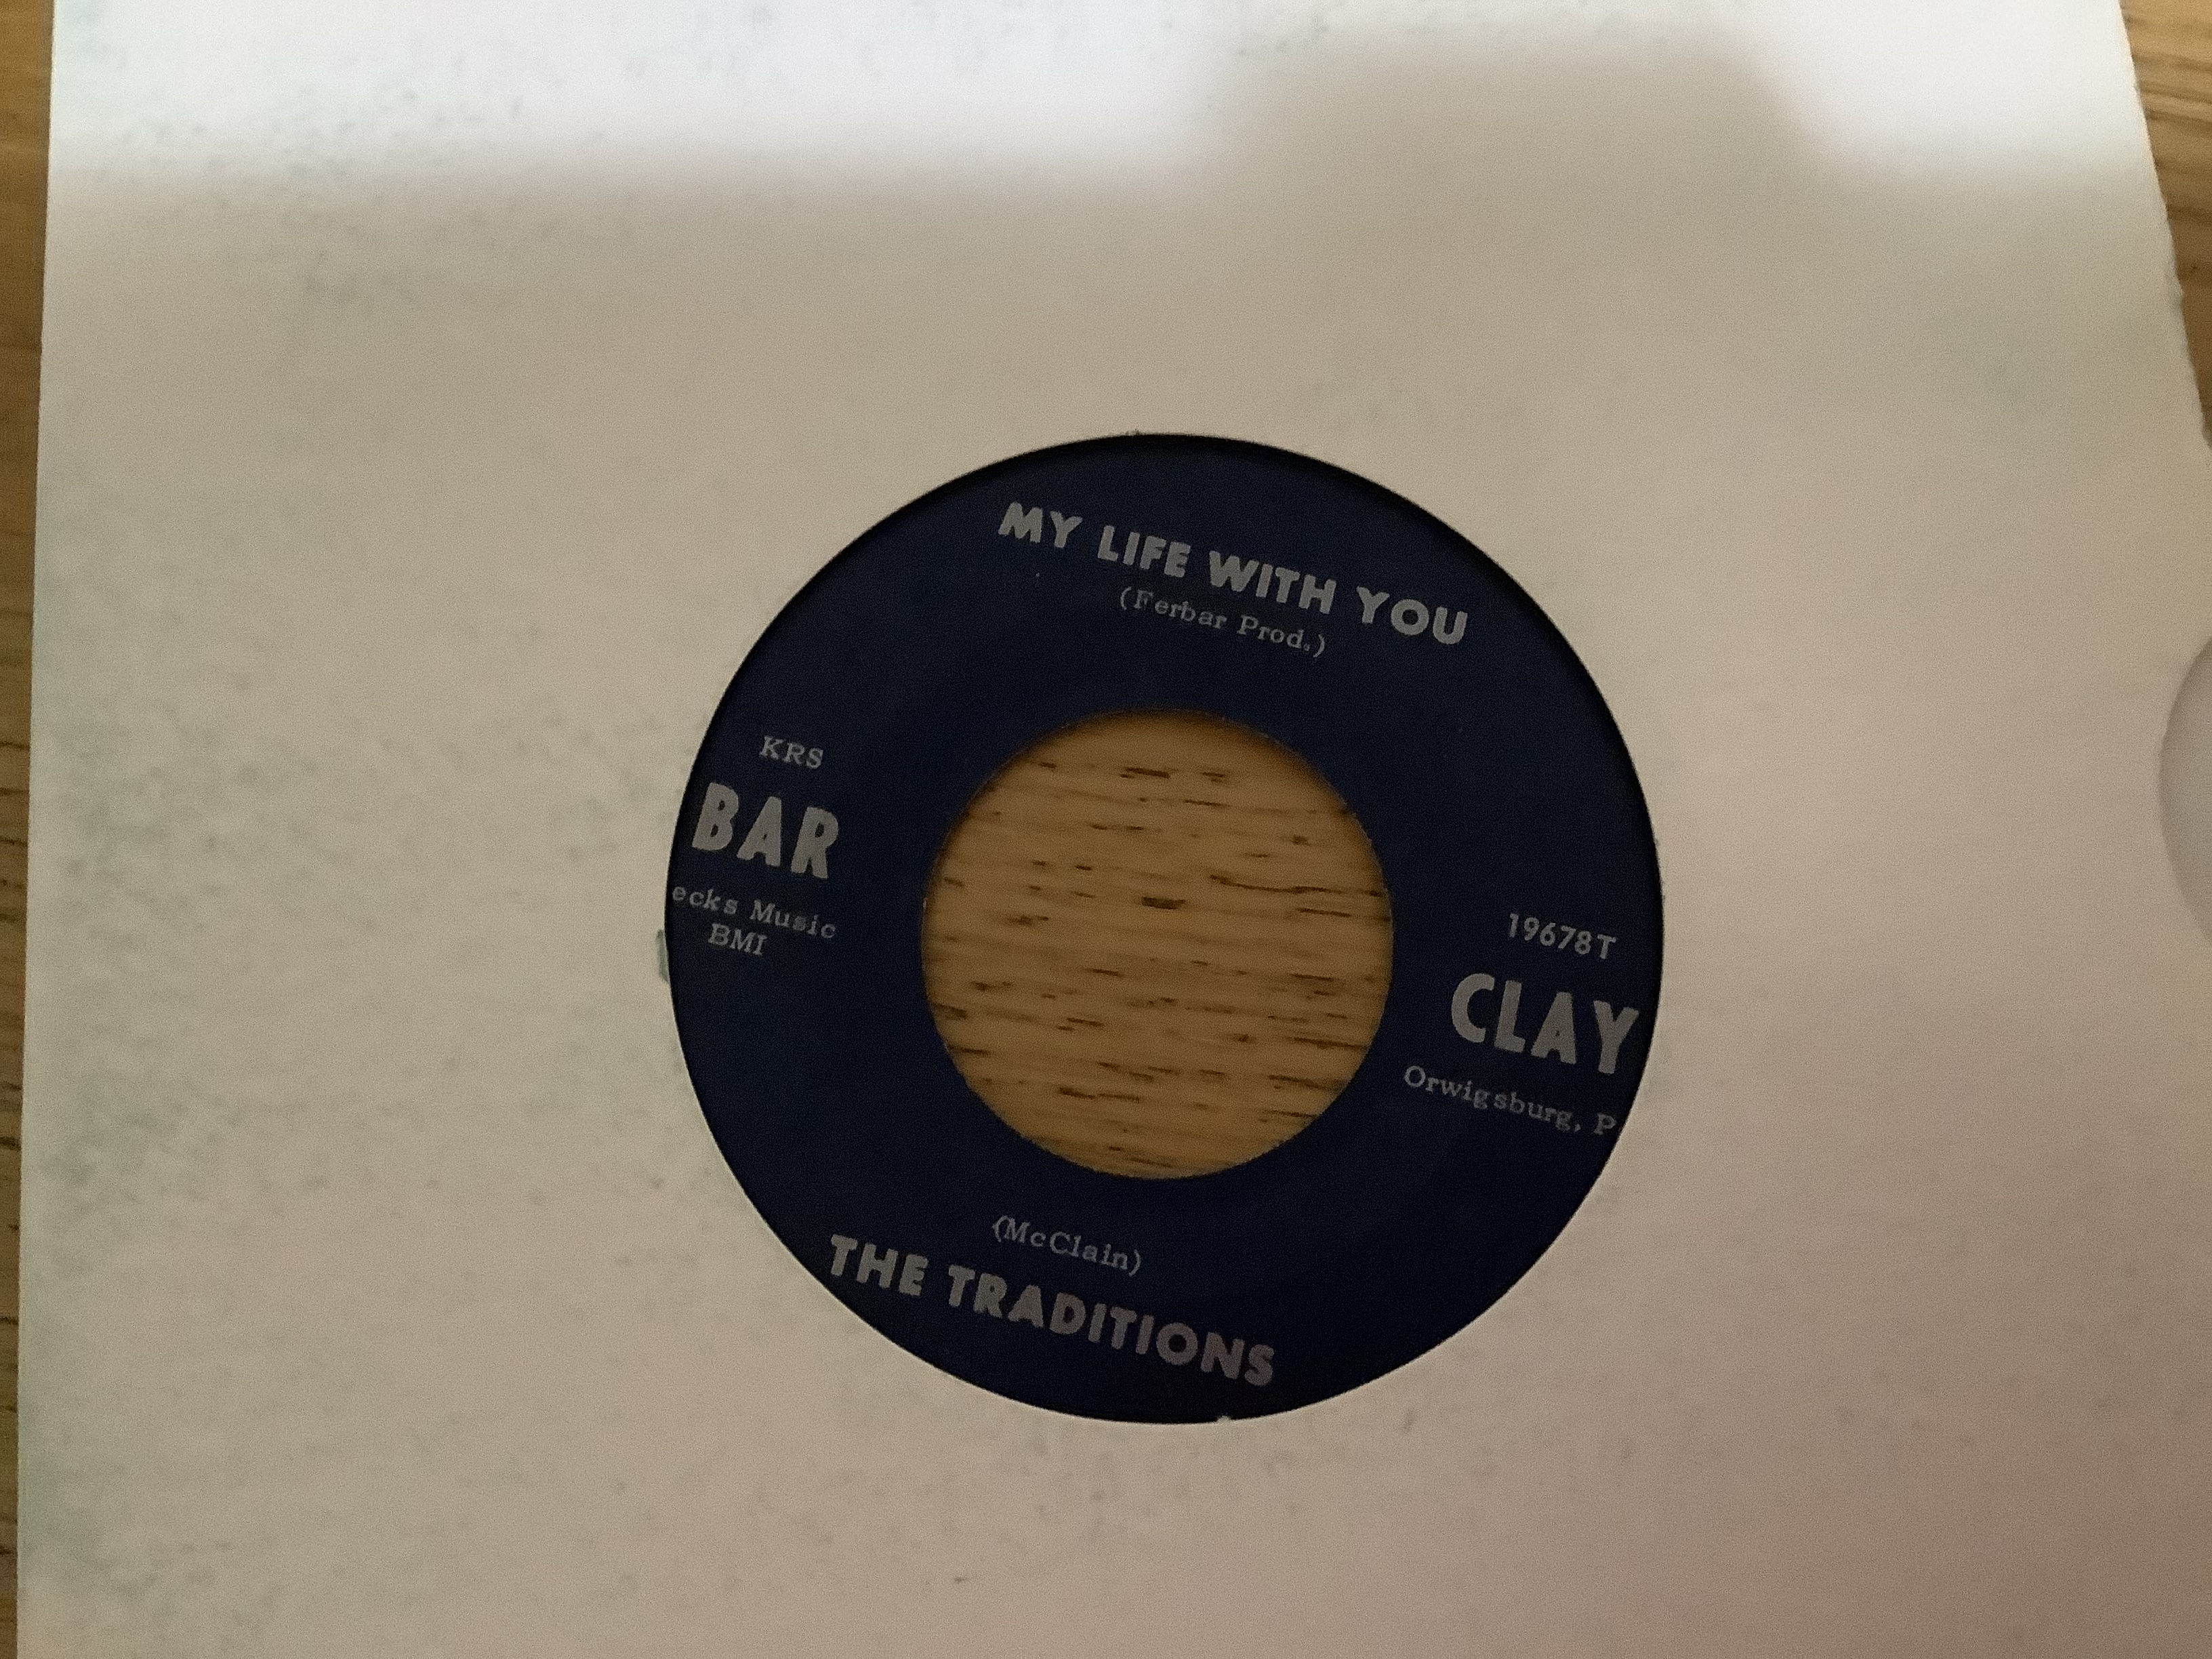 MY LIFE WITH YOU
(Ferbar Prod.)
KRS
BAR
ecks Music
BMI
19678T
CLAY
Orwigsburg, P
(McClain)
THE TRADITIONS